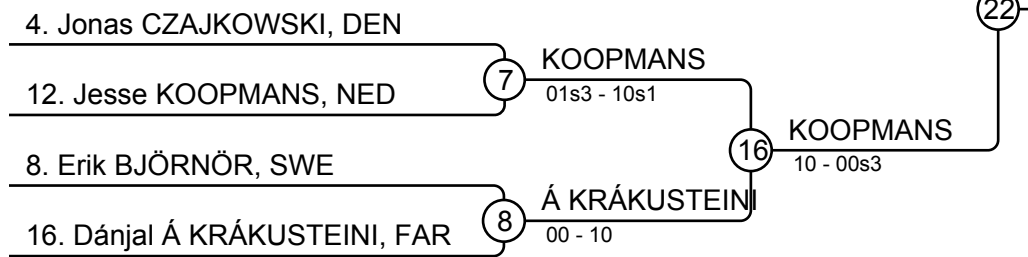 22
4. Jonas CZAJKOWSKI, DEN
7
KOOPMANS
01s3 - 10s1
12. Jesse KOOPMANS, NED
16
KOOPMANS
10 - 00s3
8. Erik BJÖRNÖR, SWE
8
Á KRÁKUSTEINI
00 - 10
16. Dánjal Á KRÁKUSTEINI, FAR